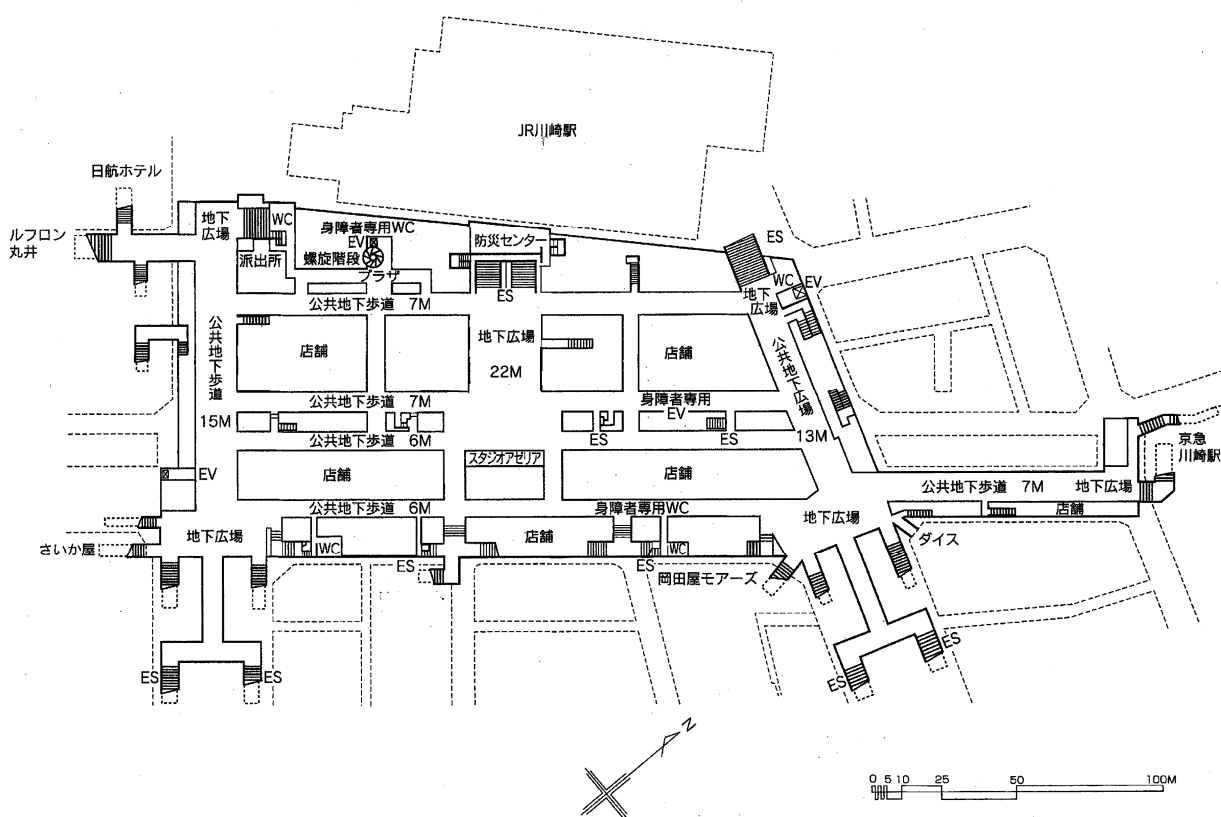 JR川崎駅
日航ホテル
ルフロン
丸井
地下
広場
WC
身障者専用WC
EV
螺旋階段
プラザ
派出所
防災センター
ES
ES
WC
EV
地下
広場
公共地下歩道 7M
公共地下歩道
15M
店舗
地下広場
22M
店舗
公共地下広場
13M
公共地下歩道 7M
身障者専用
EV
公共地下歩道 6M
ES
ES
EV
店舗
スタジオアゼリア
店舗
京急
川崎駅
公共地下歩道 7M
地下広場
店舗
公共地下歩道 6M
身障者専用WC
地下広場
店舗
地下広場
ダイス
さいか屋
WC
ES
ES
WC
岡田屋モアーズ
ES
ES
ES
ES
N
0 5 10 25 50 100M